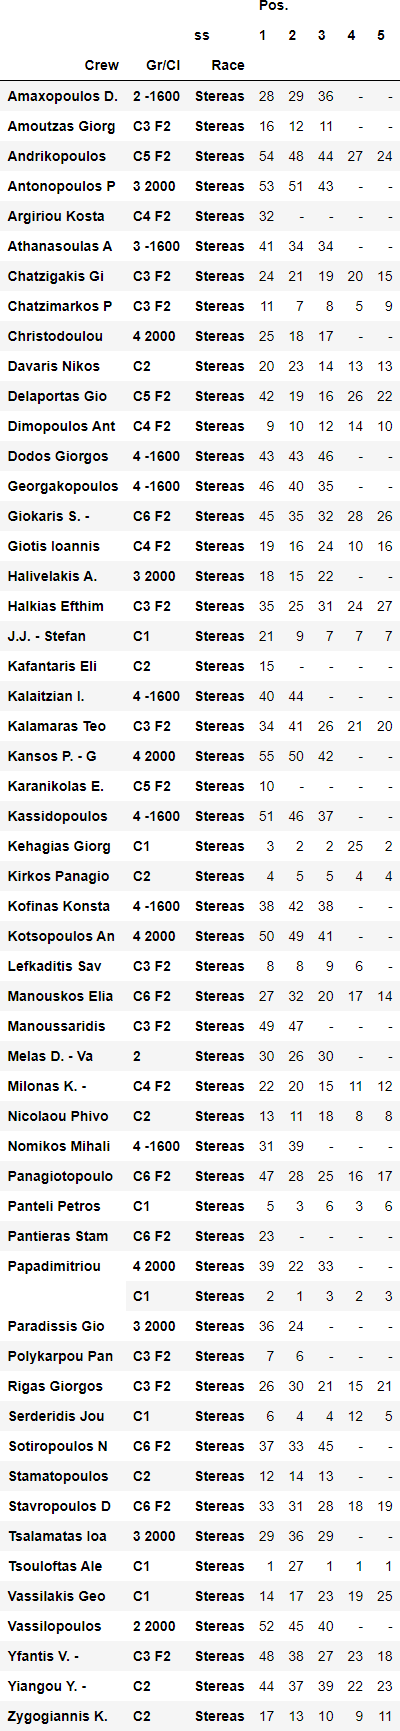 Pos.
ss 1 2 3 4 5
Crew Gr/Cl Race
Amaxopoulos D. 2 -1600 Stereas 28 29 36 - -
Amoutzas Giorg C3 F2 Stereas 16 12 11 - -
Andrikopoulos C5 F2 Stereas 54 48 44 27 24
Antonopoulos P 3 2000 Stereas 53 51 43 - -
Argiriou Kosta C4 F2 Stereas 32 - - - -
Athanasoulas A 3 -1600 Stereas 41 34 34 - -
Chatzigakis Gi C3 F2 Stereas 24 21 19 20 15
Chatzimarkos P C3 F2 Stereas 11 7 8 5 9
Christodoulou 4 2000 Stereas 25 18 17 - -
Davaris Nikos C2 Stereas 20 23 14 13 13
Delaportas Gio C5 F2 Stereas 42 19 16 26 22
Dimopoulos Ant C4 F2 Stereas 9 10 12 14 10
Dodos Giorgos 4 -1600 Stereas 43 43 46 - -
Georgakopoulos 4 -1600 Stereas 46 40 35 - -
Giokaris S. - C6 F2 Stereas 45 35 32 28 26
Giotis Ioannis C4 F2 Stereas 19 16 24 10 16
Halivelakis A. 3 2000 Stereas 18 15 22 - -
Halkias Efthim C3 F2 Stereas 35 25 31 24 27
J.J. - Stefan C1 Stereas 21 9 7 7 7
Kafantaris Eli C2 Stereas 15 - - - -
Kalaitzian I. 4 -1600 Stereas 40 44 - - -
Kalamaras Teo C3 F2 Stereas 34 41 26 21 20
Kansos P. - G 4 2000 Stereas 55 50 42 - -
Karanikolas E. C5 F2 Stereas 10 - - - -
Kassidopoulos 4 -1600 Stereas 51 46 37 - -
Kehagias Giorg C1 Stereas 3 2 2 25 2
Kirkos Panagio C2 Stereas 4 5 5 4 4
Kofinas Konsta 4 -1600 Stereas 38 42 38 - -
Kotsopoulos An 4 2000 Stereas 50 49 41 - -
Lefkaditis Sav C3 F2 Stereas 8 8 9 6 -
Manouskos Elia C6 F2 Stereas 27 32 20 17 14
Manoussaridis C3 F2 Stereas 49 47 - - -
Melas D. - Va 2 Stereas 30 26 30 - -
Milonas K. - C4 F2 Stereas 22 20 15 11 12
Nicolaou Phivo C2 Stereas 13 11 18 8 8
Nomikos Mihali 4 -1600 Stereas 31 39 - - -
Panagiotopoulo C6 F2 Stereas 47 28 25 16 17
Panteli Petros C1 Stereas 5 3 6 3 6
Pantieras Stam C6 F2 Stereas 23 - - - -
Papadimitriou 4 2000 Stereas 39 22 33 - -
C1 Stereas 2 1 3 2 3
Paradissis Gio 3 2000 Stereas 36 24 - - -
Polykarpou Pan C3 F2 Stereas 7 6 - - -
Rigas Giorgos C3 F2 Stereas 26 30 21 15 21
Serderidis Jou C1 Stereas 6 4 4 12 5
Sotiropoulos N C6 F2 Stereas 37 33 45 - -
Stamatopoulos C2 Stereas 12 14 13 - -
Stavropoulos D C6 F2 Stereas 33 31 28 18 19
Tsalamatas Ioa 3 2000 Stereas 29 36 29 - -
Tsouloftas Ale C1 Stereas 1 27 1 1 1
Vassilakis Geo C1 Stereas 14 17 23 19 25
Vassilopoulos 2 2000 Stereas 52 45 40 - -
Yfantis V. - C3 F2 Stereas 48 38 27 23 18
Yiangou Y. - C2 Stereas 44 37 39 22 23
Zygogiannis K. C2 Stereas 17 13 10 9 11